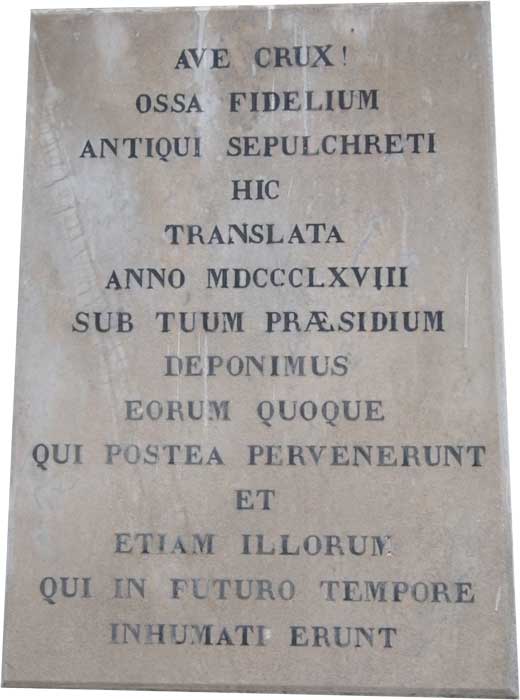 AVE CRUX!
OSSA FIDELIUM
ANTIQUI SEPULCHRETI
HIC
TRANSLATA
ANNO MDCCCLXVIII
SUB TUUM PRÆSIDIUM
DEPONIMUS
EORUM QUOQUE
QUI POSTEA PERVENERUNT
ET
ETIAM ILLORUM
QUI IN FUTURO TEMPORE
INHUMATI ERUNT